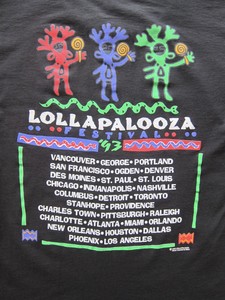 LOLLAPALOOZA
FESTIVAL
'93
VANCOUVER • GEORGE • PORTLAND
SAN FRANCISCO • OGDEN • DENVER
DES MOINES • ST. PAUL • ST. LOUIS
CHICAGO • INDIANAPOLIS • NASHVILLE
COLUMBUS • DETROIT • TORONTO
STANHOPE • PROVIDENCE
CHARLES TOWN • PITTSBURGH • RALEIGH
CHARLOTTE • ATLANTA • MIAMI • ORLANDO
NEW ORLEANS • HOUSTON • DALLAS
PHOENIX • LOS ANGELES